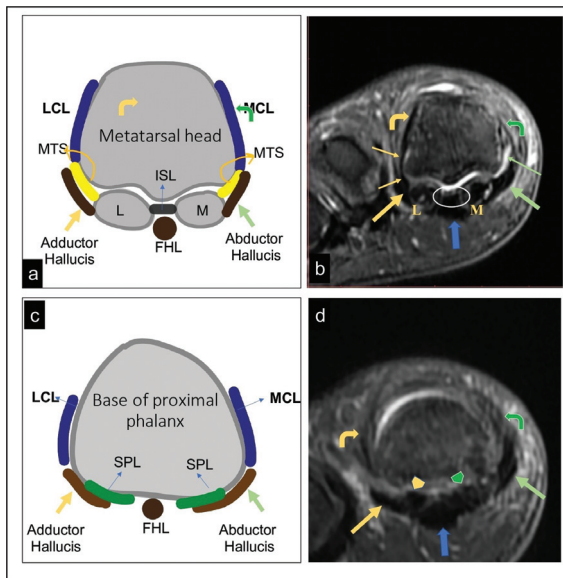 LCL
MCL
Metatarsal head
MTS
MTS
ISL
L
M
Adductor
Hallucis
FHL
Abductor
Hallucis
a
L
M
b
c
LCL
Base of proximal
phalanx
MCL
SPL
SPL
Adductor
Hallucis
FHL
Abductor
Hallucis
d